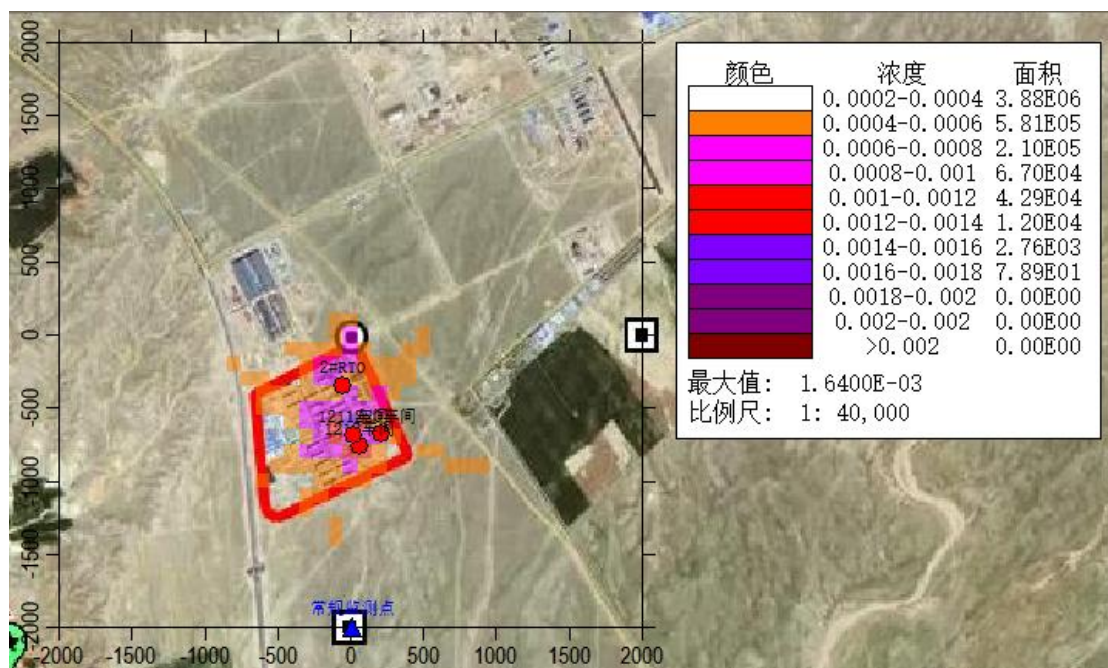 颜色 浓度 面积
0.0002-0.0004 3.88E06
0.0004-0.0006 5.81E05
0.0006-0.0008 2.10E05
0.0008-0.001 6.70E04
0.001-0.0012 4.29E04
0.0012-0.0014 1.20E04
0.0014-0.0016 2.76E03
0.0016-0.0018 7.89E01
0.0018-0.002 0.00E00
0.002-0.002 0.00E00
>0.002 0.00E00
最大值: 1.6400E-03
比例尺: 1: 40,000
2000
1500
1000
500
0
-500
-1000
-1500
-2000
2#RTO
车间
常规监测点
-2000 -1500 -1000 -500 0 500 1000 1500 2000